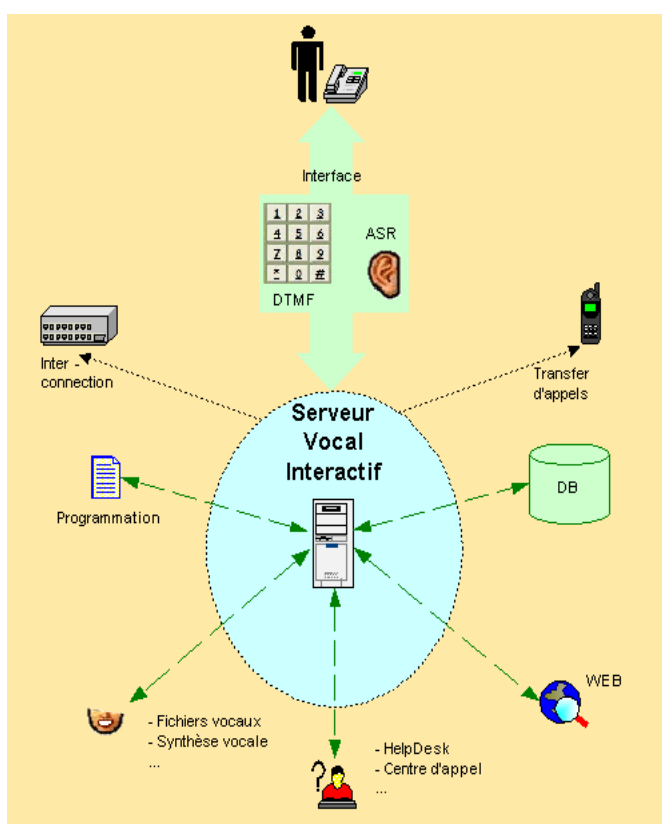 Interface
1 2 3
4 5 6
7 8 9
* 0 #
ASR
DTMF
Inter -
connection
Transfer
d'appels
Serveur
Vocal
Interactif
Programmation
DB
WEB
- Fichiers vocaux
- Synthèse vocale
...
- HelpDesk
- Centre d'appel
...
?